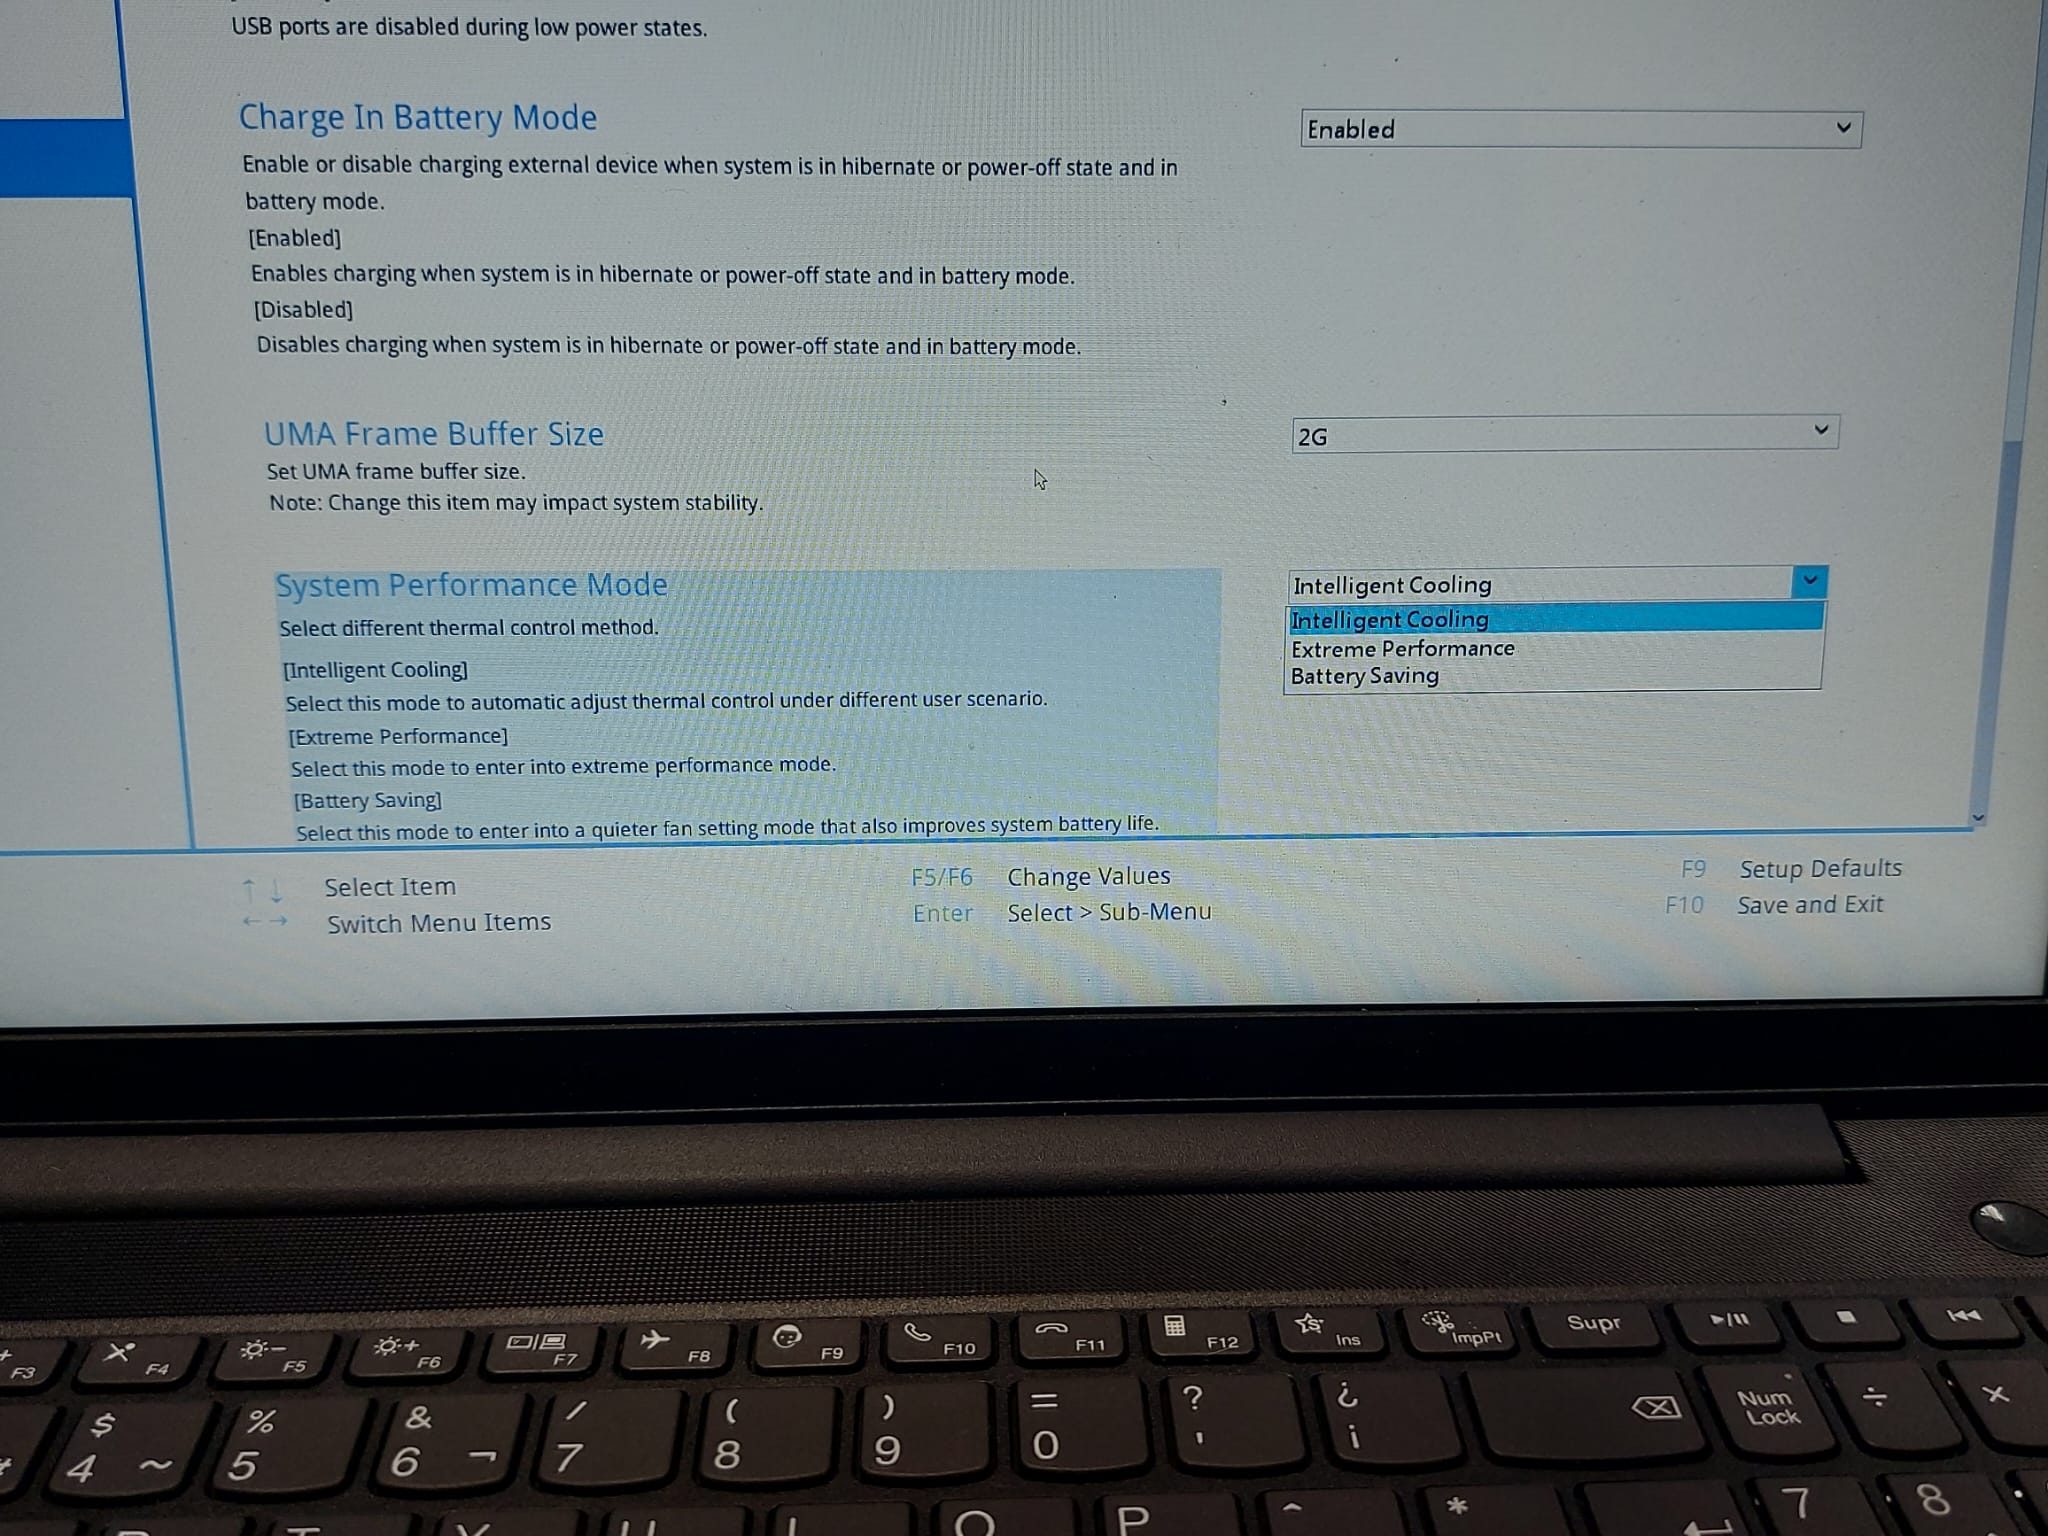 USB ports are disabled during low power states.
Charge In Battery Mode
Enabled
Enable or disable charging external device when system is in hibernate or power-off state and in
battery mode.
[Enabled]
Enables charging when system is in hibernate or power-off state and in battery mode.
[Disabled]
Disables charging when system is in hibernate or power-off state and in battery mode.
UMA Frame Buffer Size
2G
Set UMA frame buffer size.
Note: Change this item may impact system stability.
System Performance Mode
Intelligent Cooling
Intelligent Cooling
Extreme Performance
Battery Saving
Select different thermal control method.
[Intelligent Cooling]
Select this mode to automatic adjust thermal control under different user scenario.
[Extreme Performance]
Select this mode to enter into extreme performance mode.
[Battery Saving]
Select this mode to enter into a quieter fan setting mode that also improves system battery life.
↑ ↓ Select Item
F5/F6 Change Values
F9 Setup Defaults
← → Switch Menu Items
Enter Select > Sub-Menu
F10 Save and Exit
F3 F4 F5 F6 F7 F8 F9 F10 F11 F12 Ins ImpPt Supr
$ % & / ( ) = ? ¿
4 ~ 5 6 ¬ 7 8 9 0 ' ¡
Num
Lock
÷ ×
O P ^ * 7 8